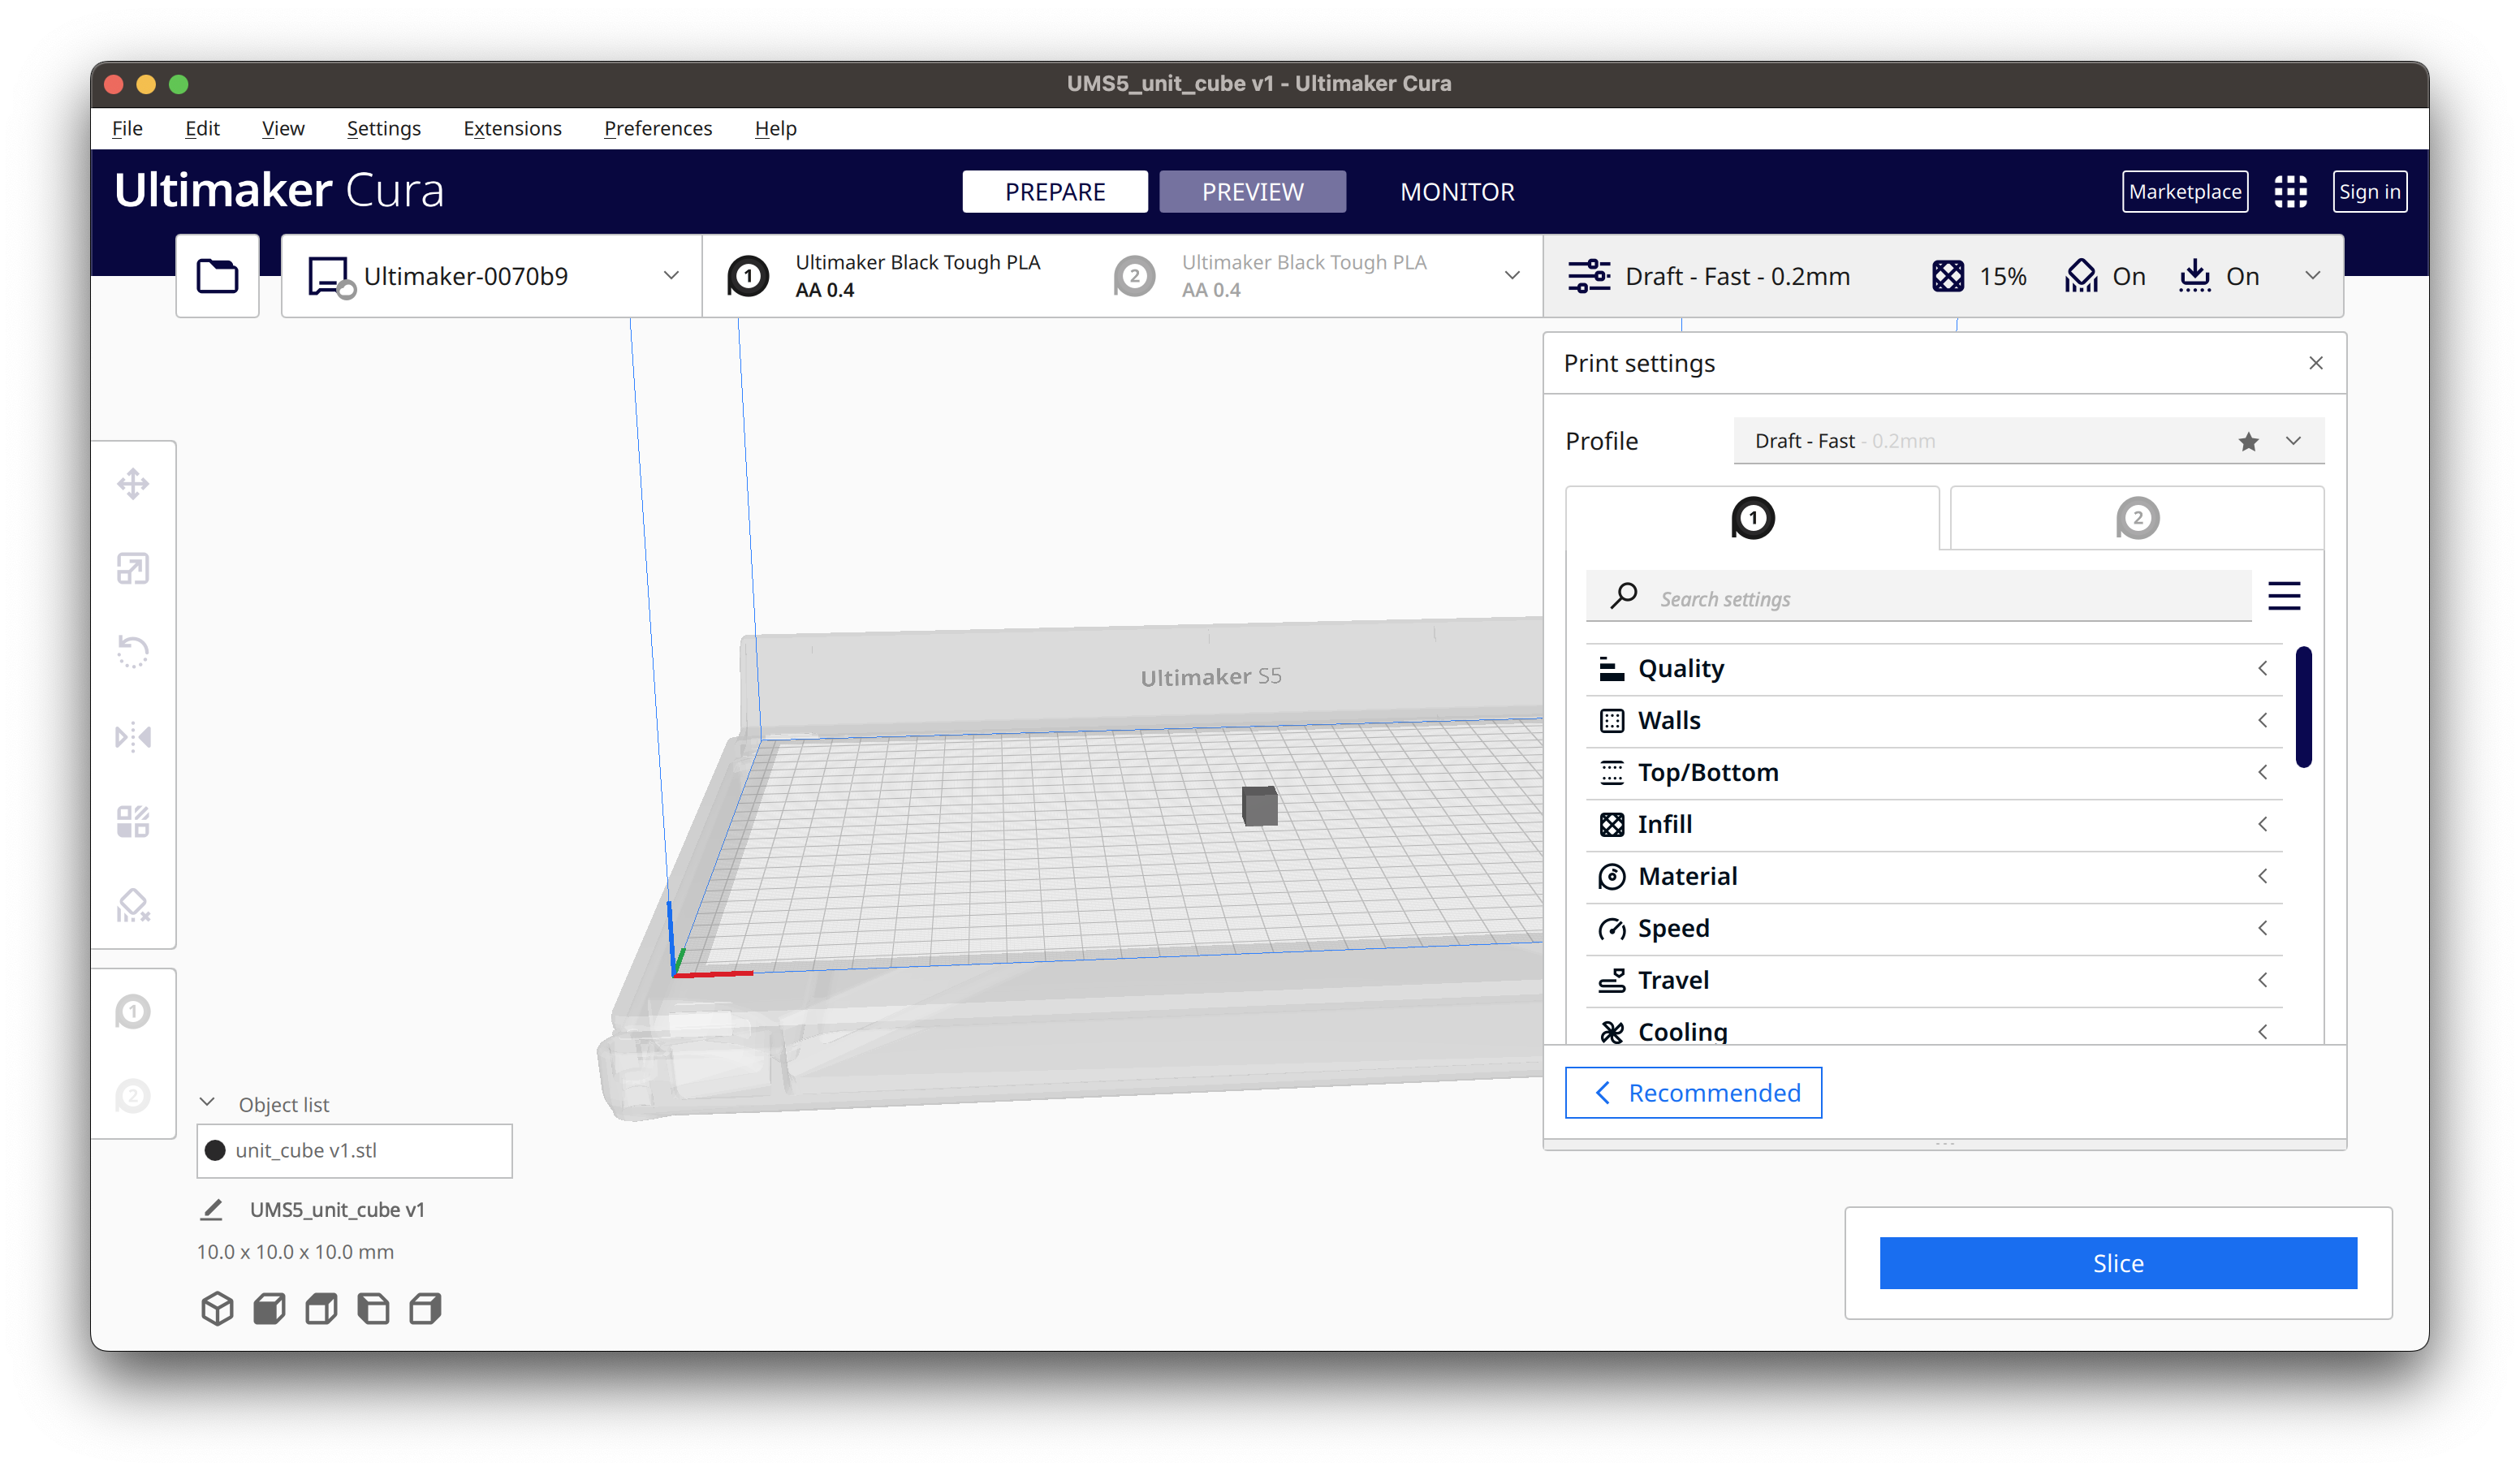 UMS5_unit_cube v1 - Ultimaker Cura
File Edit View Settings Extensions Preferences Help
Ultimaker Cura
PREPARE PREVIEW MONITOR
Marketplace Sign in
Ultimaker-0070b9
1 Ultimaker Black Tough PLA
AA 0.4
2 Ultimaker Black Tough PLA
AA 0.4
Draft - Fast - 0.2mm 15% On On
Print settings
Profile Draft - Fast - 0.2mm
1 2
Search settings
Quality
Walls
Top/Bottom
Infill
Material
Speed
Travel
Cooling
Recommended
Ultimaker S5
1
2
Object list
unit_cube v1.stl
UMS5_unit_cube v1
10.0 x 10.0 x 10.0 mm
Slice